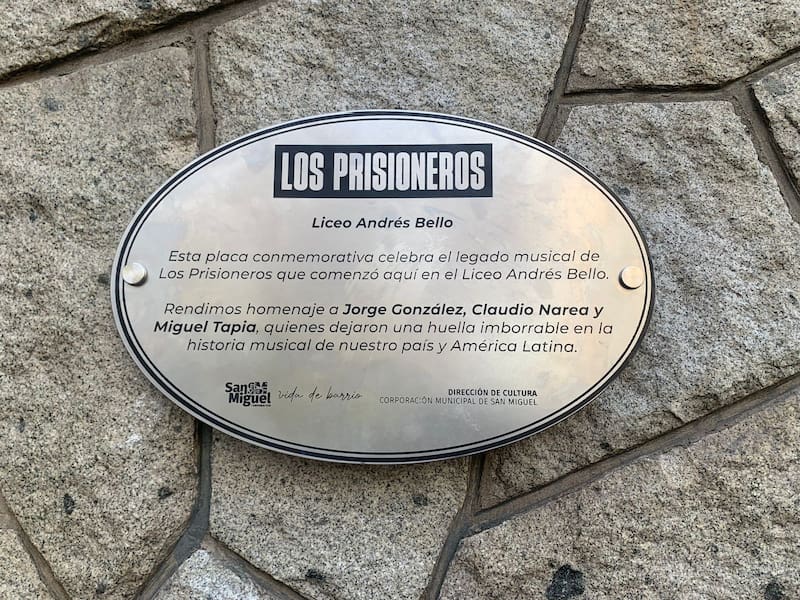 LOS PRISIONEROS
Liceo Andrés Bello
Esta placa conmemorativa celebra el legado musical de
Los Prisioneros que comenzó aquí en el Liceo Andrés Bello.
Rendimos homenaje a Jorge González, Claudio Narea y
Miguel Tapia, quienes dejaron una huella imborrable en la
historia musical de nuestro país y América Latina.
San
Miguel
vida de barrio
DIRECCIÓN DE CULTURA
CORPORACIÓN MUNICIPAL DE SAN MIGUEL